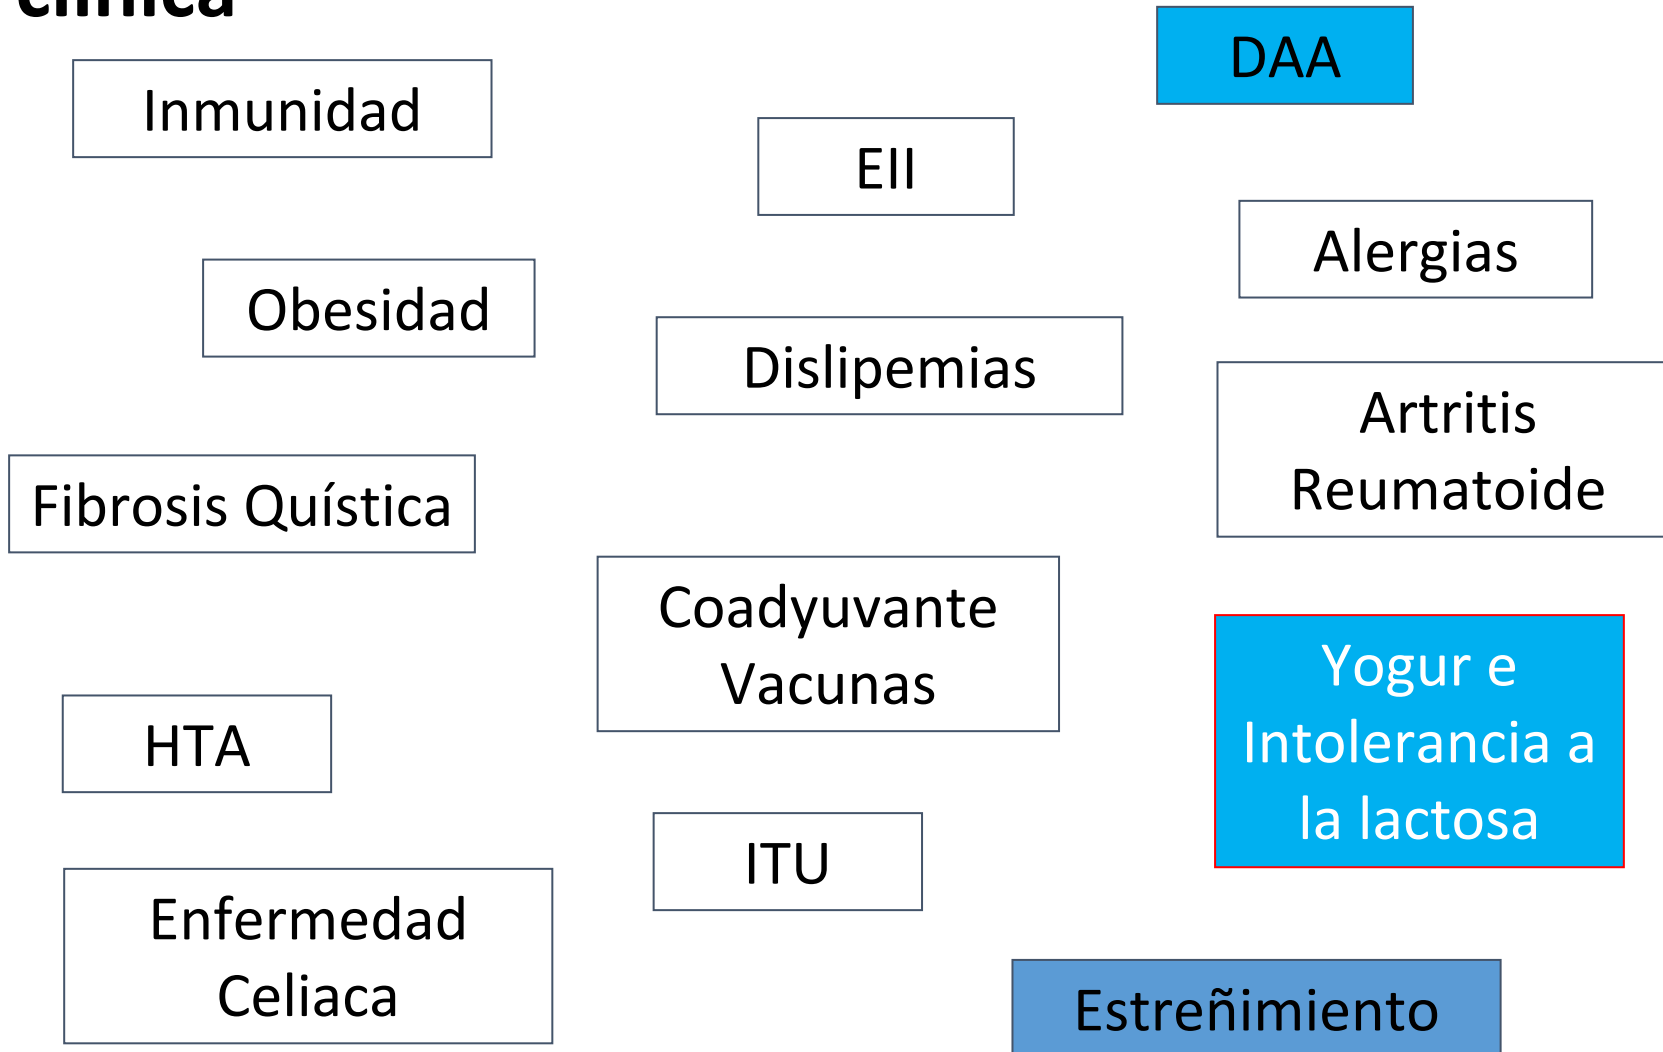 clínica
DAA
Inmunidad
EII
Alergias
Obesidad
Dislipemias
Artritis
Reumatoide
Fibrosis Quística
Coadyuvante
Vacunas
Yogur e
Intolerancia a
la lactosa
HTA
ITU
Enfermedad
Celiaca
Estreñimiento